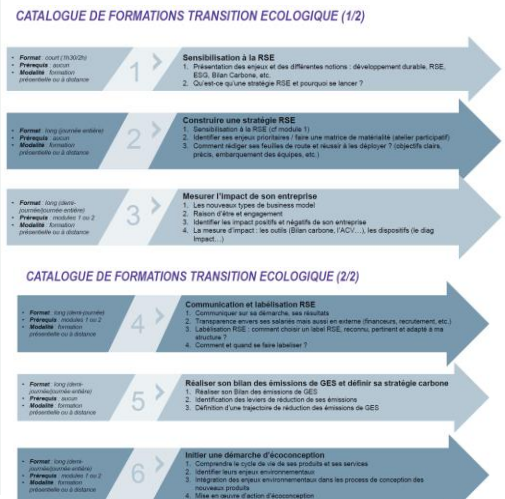 CATALOGUE DE FORMATIONS TRANSITION ECOLOGIQUE (1/2)
• Format : court (1h30/2h)
• Prérequis : aucun
• Modalité : formation
présentielle ou à distance
1
Sensibilisation à la RSE
1. Présentation des enjeux et des différentes notions : développement durable, RSE,
ESG, Bilan Carbone, etc.
2. Qu'est-ce qu'une stratégie RSE et pourquoi se lancer ?
• Format : long (journée entière)
• Prérequis : aucun
• Modalité : formation
présentielle ou à distance
2
Construire une stratégie RSE
1. Sensibilisation à la RSE (cf module 1)
2. Identifier ses enjeux prioritaires / faire une matrice de matérialité (atelier participatif)
3. Comment rédiger ses feuilles de route et réussir à les déployer ? (objectifs clairs,
précis, embarquement des équipes, etc.)
• Format : long (demi-
journée/journée entière)
• Prérequis : modules 1 ou 2
• Modalité : formation
présentielle ou à distance
3
Mesurer l'impact de son entreprise
1. Les nouveaux types de business model
2. Raison d'être et engagement
3. Identifier les impact positifs et négatifs de son entreprise
4. La mesure d'impact : les outils (Bilan carbone, l'ACV…), les dispositifs (le diag
Impact…)
CATALOGUE DE FORMATIONS TRANSITION ECOLOGIQUE (2/2)
• Format : long (demi-journée)
• Prérequis : modules 1 ou 2
• Modalité : formation
présentielle ou à distance
4
Communication et labélisation RSE
1. Communiquer sur sa démarche, ses résultats
2. Transparence envers ses salariés mais aussi en externe (financeurs, recrutement, etc.)
3. Labélisation RSE : comment choisir un label RSE, reconnu, pertinent et adapté à ma
structure ?
4. Comment et quand se faire labeliser ?
• Format : long (demi-
journée/journée entière)
• Prérequis : aucun
• Modalité : formation
présentielle ou à distance
5
Réaliser son bilan des émissions de GES et définir sa stratégie carbone
1. Réaliser son Bilan des émissions de GES
2. Identification des leviers de réduction de ses émissions
3. Définition d'une trajectoire de réduction des émissions de GES
• Format : long (demi-
journée/journée entière)
• Prérequis : modules 1 ou 2
• Modalité : formation
présentielle ou à distance
6
Initier une démarche d'écoconception
1. Comprendre le cycle de vie de ses produits et ses services
2. Identifier leurs enjeux environnementaux
3. Intégration des enjeux environnementaux dans les process de conception des
nouveaux produits
4. Mise en œuvre d'action d'écoconception